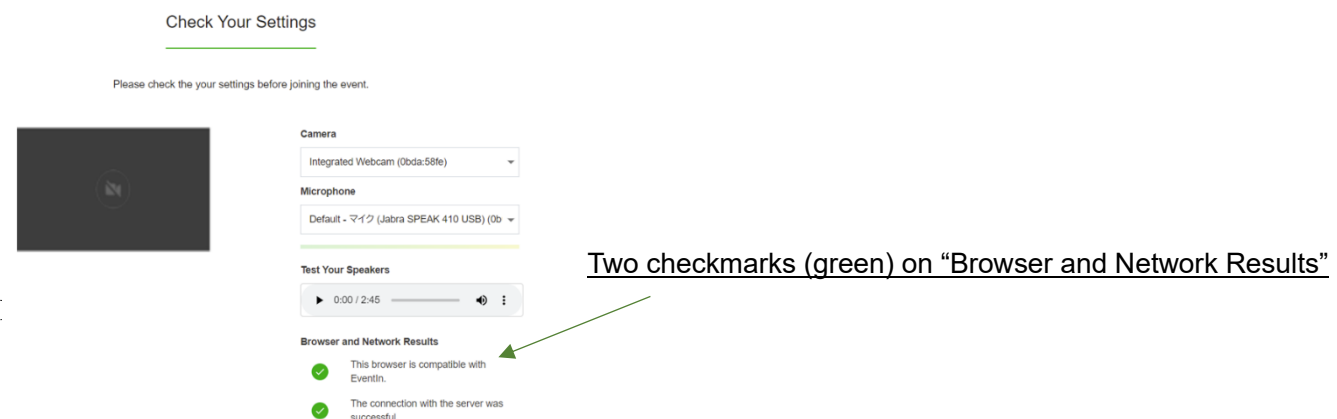 Check Your Settings
Please check the your settings before joining the event.
Camera
Integrated Webcam (0bda:58fe)
Microphone
Default - マイク (Jabra SPEAK 410 USB) (0b
Test Your Speakers
0:00 / 2:45
Two checkmarks (green) on “Browser and Network Results”
Browser and Network Results
This browser is compatible with
EventIn.
The connection with the server was
successful.